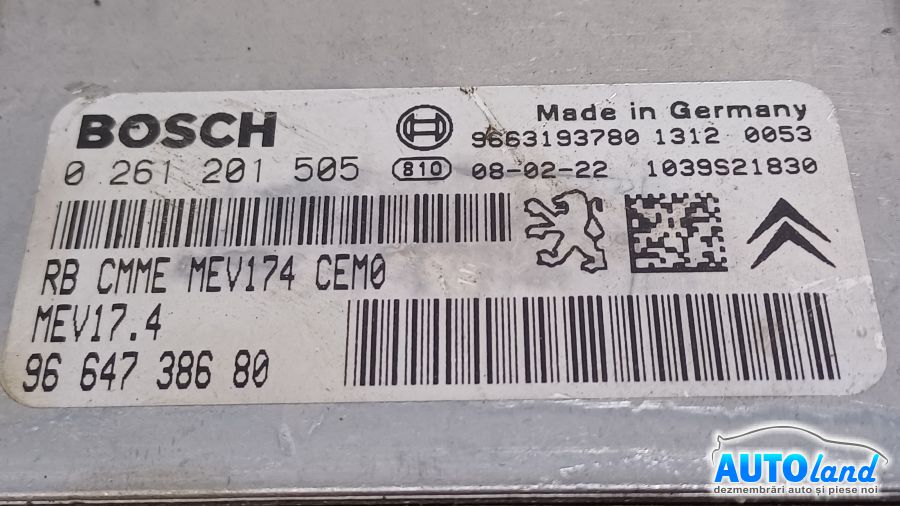 BOSCH
Made in Germany
9663193780 1312 0053
0 261 201 505 810 08-02-22 1039S21830
RB CMME MEV174 CEM0
MEV17.4
96 647 386 80
AUTOland
dezmembrări auto și piese noi